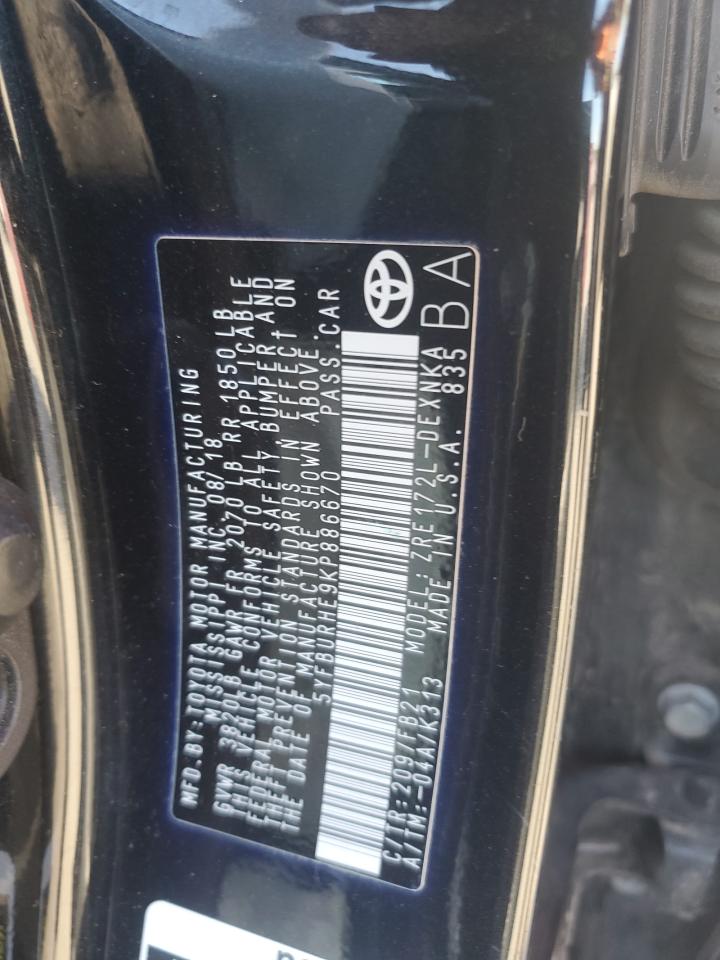 MFD.BY:TOYOTA MOTOR MANUFACTURING
MISSISSIPPI INC.08/18
GVWR 3820LB GAWR FR 2070 LB RR 1850 LB
THIS VEHICLE CONFORMS TO ALL APPLICABLE
FEDERAL MOTOR VEHICLE SAFETY BUMPER, AND
THEFT PREVENTION STANDARDS IN EFFECT ON
THE DATE OF MANUFACTURE SHOWN ABOVE.
5YFBURHE9KP886670 PASS.CAR
C/TR:209/FB21 MODEL:ZRE172L-DEXNKA
A/TM:-04A/K313 MADE IN U.S.A. 835
BA